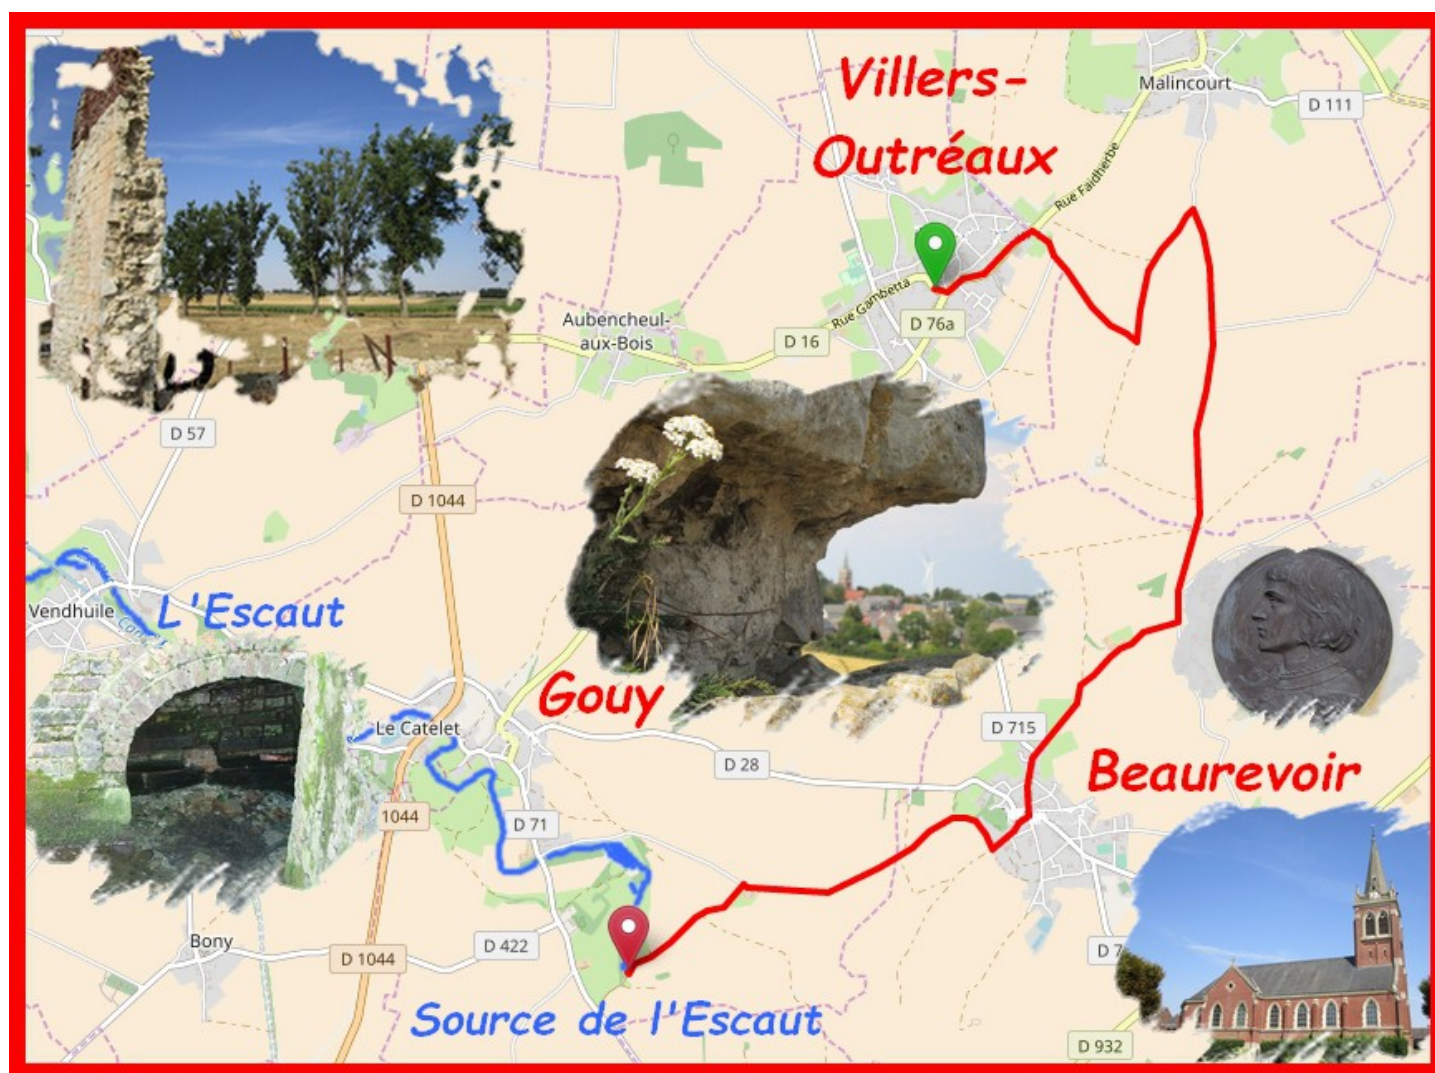 Villers-
Outréaux
Malincourt
D 111
Rue Faidherbe
Rue Gambetta
D 76a
Aubencheul-
aux-Bois
D 16
D 57
D 1044
Vendhuile
L'Escaut
Gouy
Le Catelet
D 715
D 28
Beaurevoir
1044
D 71
Bony
D 1044
D 422
D 7
Source de l'Escaut
D 932